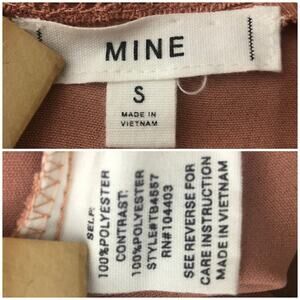 MINE
S
MADE IN
VIETNAM
SELF:
100%POLYESTER
CONTRAST:
100%POLYESTER
STYLE#TB4557
RN#104403
SEE REVERSE FOR
CARE INSTRUCTION
MADE IN VIETNAM